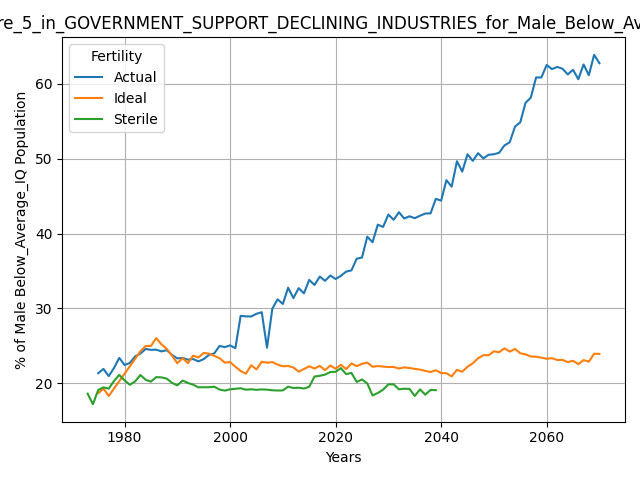 re_5_in_GOVERNMENT_SUPPORT_DECLINING_INDUSTRIES_for_Male_Below_Av
Fertility
Actual
Ideal
Sterile
% of Male Below_Average_IQ Population
60
50
40
30
20
1980 2000 2020 2040 2060
Years